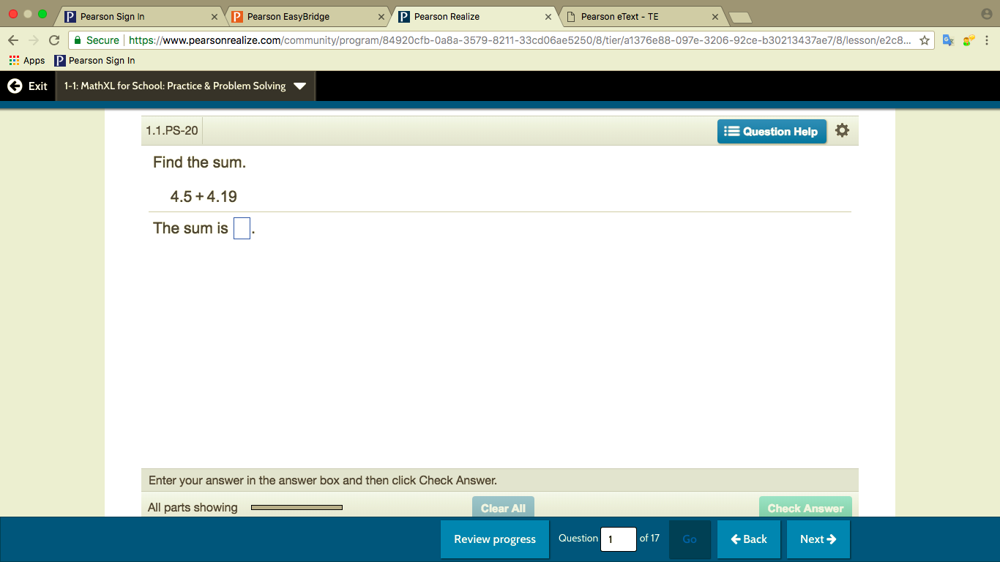 Pearson Sign In
Pearson EasyBridge
Pearson Realize
Pearson eText - TE
Secure https://www.pearsonrealize.com/community/program/84920cfb-0a8a-3579-8211-33cd06ae5250/8/tier/a1376e88-097e-3206-92ce-b30213437ae7/8/lesson/e2c8...
Apps Pearson Sign In
Exit 1-1: MathXL for School: Practice & Problem Solving
1.1.PS-20 Question Help
Find the sum.
4.5 + 4.19
The sum is .
Enter your answer in the answer box and then click Check Answer.
All parts showing Clear All Check Answer
Review progress Question 1 of 17 Go Back Next